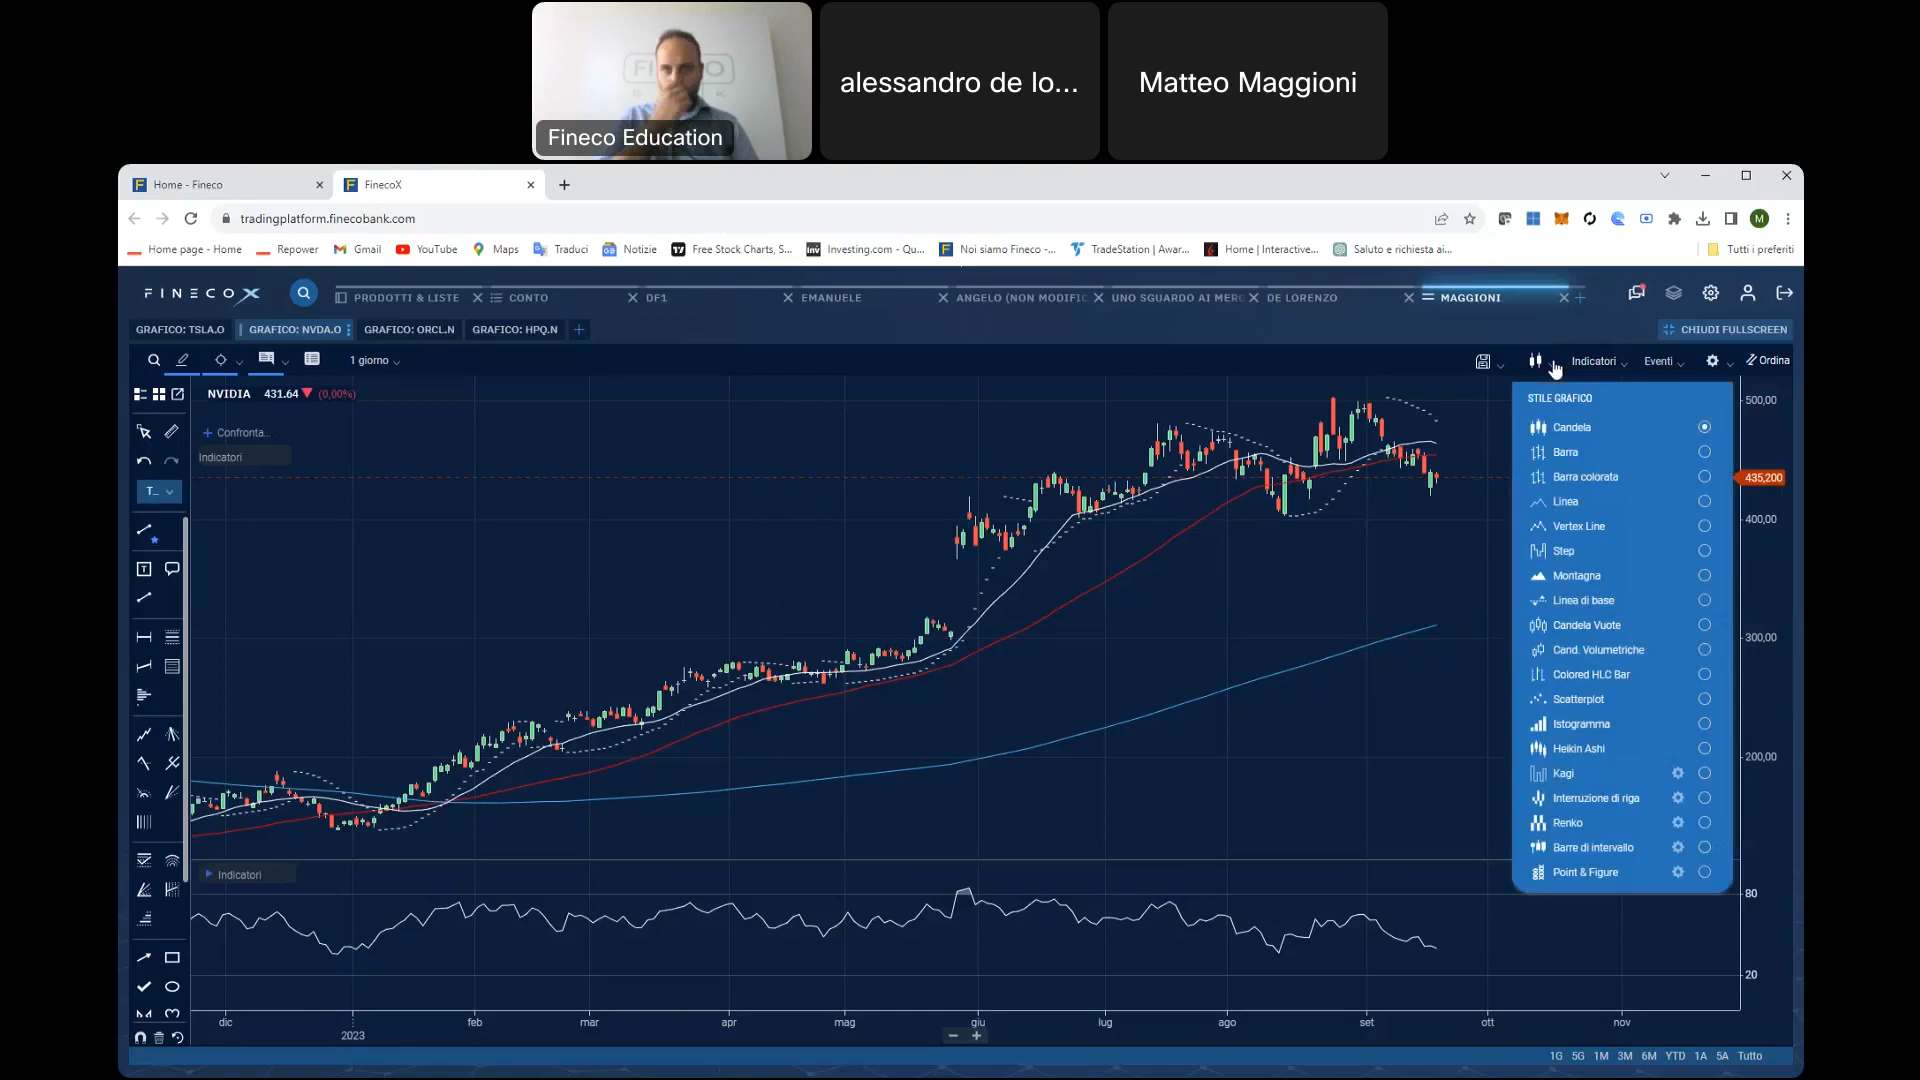 Fineco Education
alessandro de lo...
Matteo Maggioni
Home - Fineco
FinecoX
tradingplatform.finecobank.com
M
Home page - Home
Repower
Gmail
YouTube
Maps
Traduci
Notizie
Free Stock Charts, S...
Investing.com - Qu...
Noi siamo Fineco -...
TradeStation | Awar...
Home | Interactive...
Saluto e richiesta ai...
Tutti i preferiti
FINECOX
PRODOTTI & LISTE
CONTO
DF1
EMANUELE
ANGELO (NON MODIFIC
UNO SGUARDO AI MERC
DE LORENZO
MAGGIONI
GRAFICO: TSLA.O
GRAFICO: NVDA.O
GRAFICO: ORCL.N
GRAFICO: HPQ.N
CHIUDI FULLSCREEN
1 giorno
Indicatori
Eventi
Ordina
NVIDIA 431.64 (0,00%)
+ Confronta...
Indicatori
T...
STILE GRAFICO
Candela
Barra
Barra colorata
Linea
Vertex Line
Step
Montagna
Linea di base
Candela Vuote
Cand. Volumetriche
Colored HLC Bar
Scatterplot
Istogramma
Heikin Ashi
Kagi
Interruzione di riga
Renko
Barre di intervallo
Point & Figure
500,00
435,200
400,00
300,00
200,00
Indicatori
80
20
dic
2023
feb
mar
apr
mag
giu
lug
ago
set
ott
nov
1G 5G 1M 3M 6M YTD 1A 5A Tutto